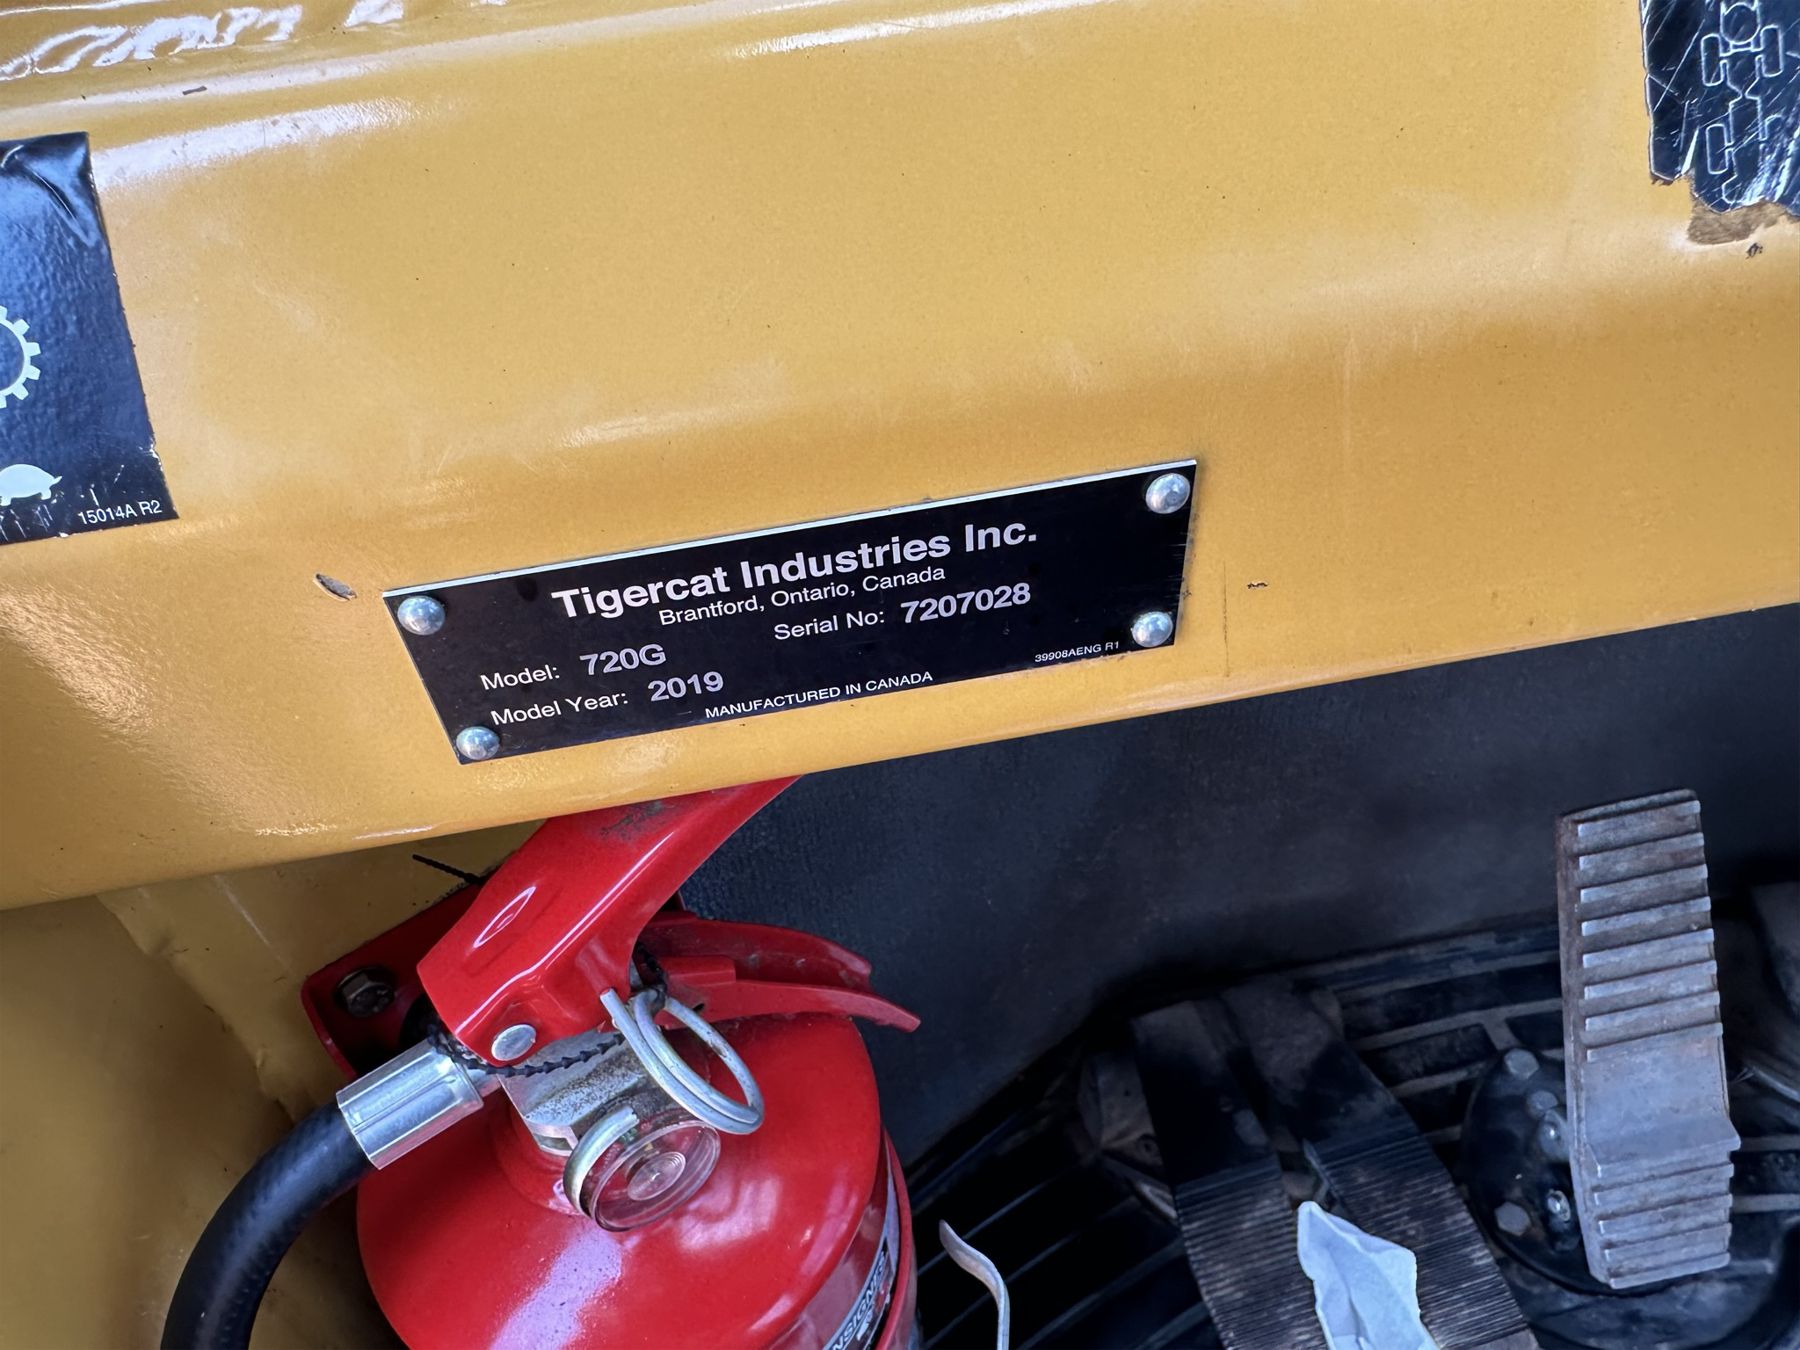 15014A R2
Tigercat Industries Inc.
Brantford, Ontario, Canada
Serial No: 7207028
Model: 720G
Model Year: 2019
39908AENG R1
MANUFACTURED IN CANADA